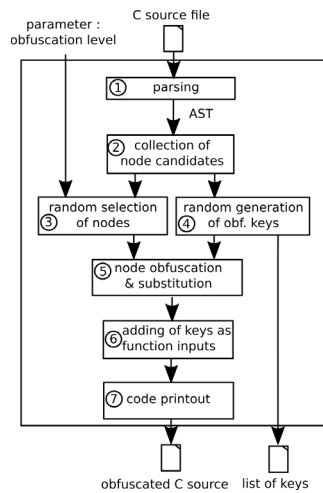 C source file
parameter :
obfuscation level
1 parsing
AST
2 collection of
node candidates
3 random selection
of nodes
4 random generation
of obf. keys
5 node obfuscation
& substitution
6 adding of keys as
function inputs
7 code printout
obfuscated C source
list of keys